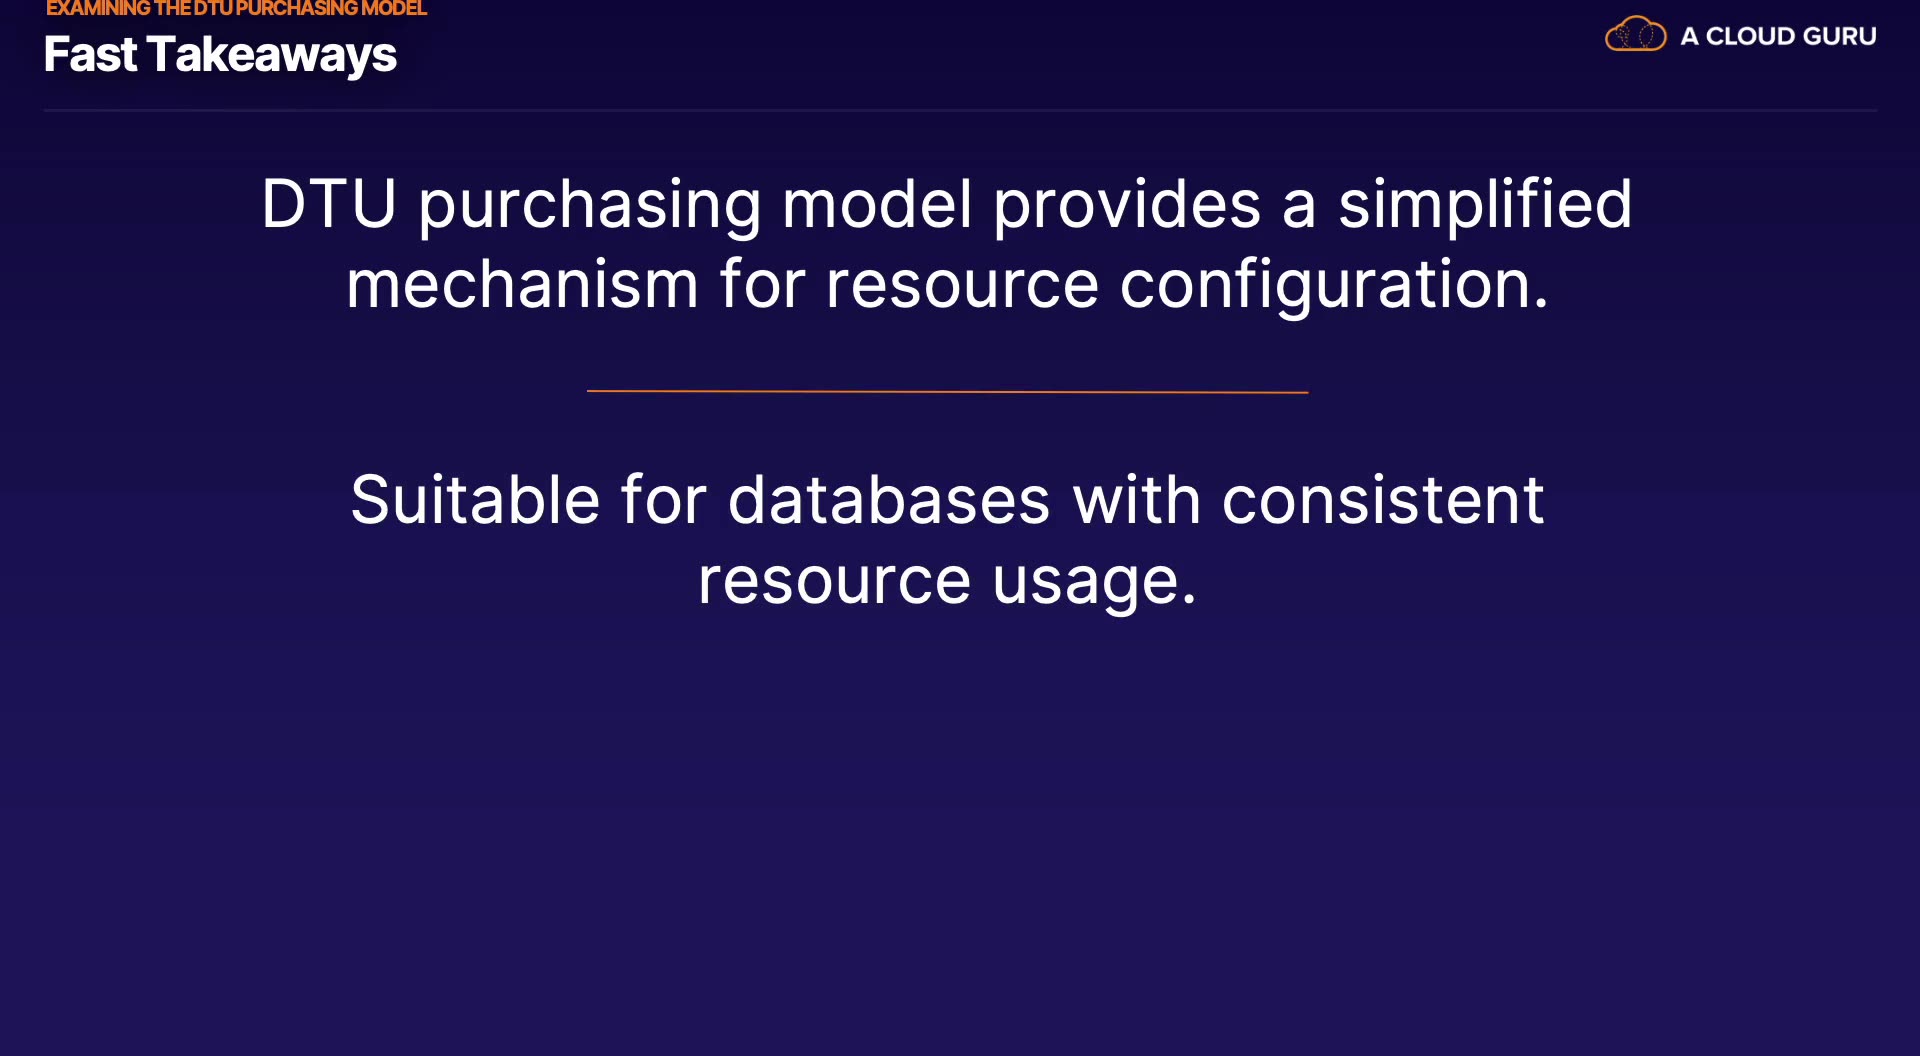 EXAMINING THE DTU PURCHASING MODEL
Fast Takeaways
A CLOUD GURU
DTU purchasing model provides a simplified
mechanism for resource configuration.
Suitable for databases with consistent
resource usage.